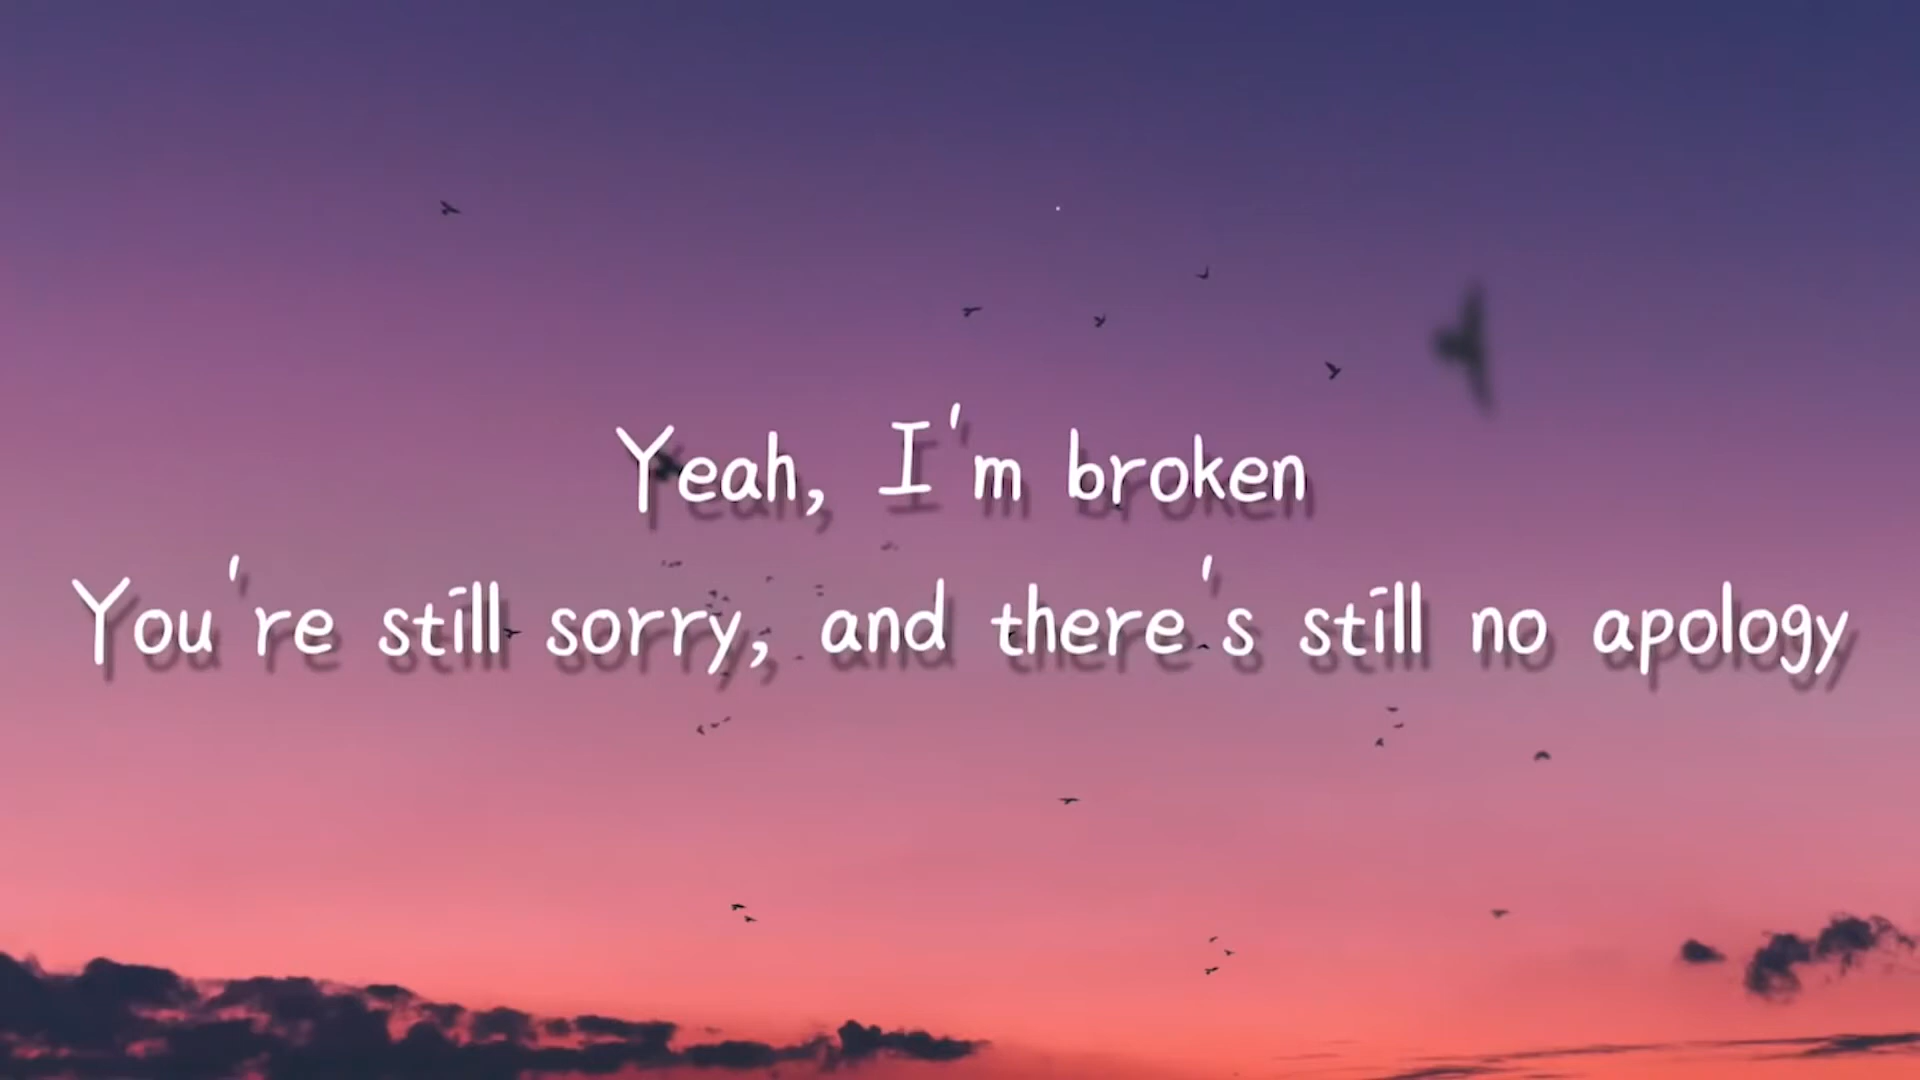 Yeah, I'm broken
You're still sorry, and there's still no apology